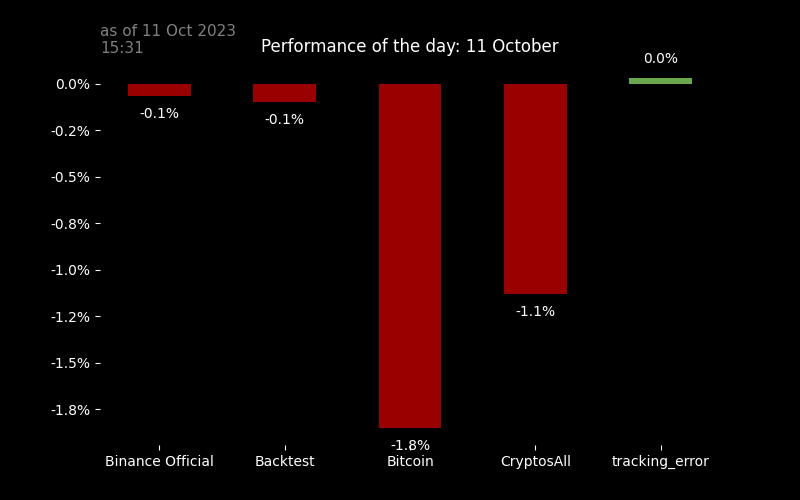 as of 11 Oct 2023
15:31
Performance of the day: 11 October
0.0%
0.0%
-0.2%
-0.5%
-0.8%
-1.0%
-1.2%
-1.5%
-1.8%
-0.1%
-0.1%
-1.8%
-1.1%
Binance Official
Backtest
Bitcoin
CryptosAll
tracking_error